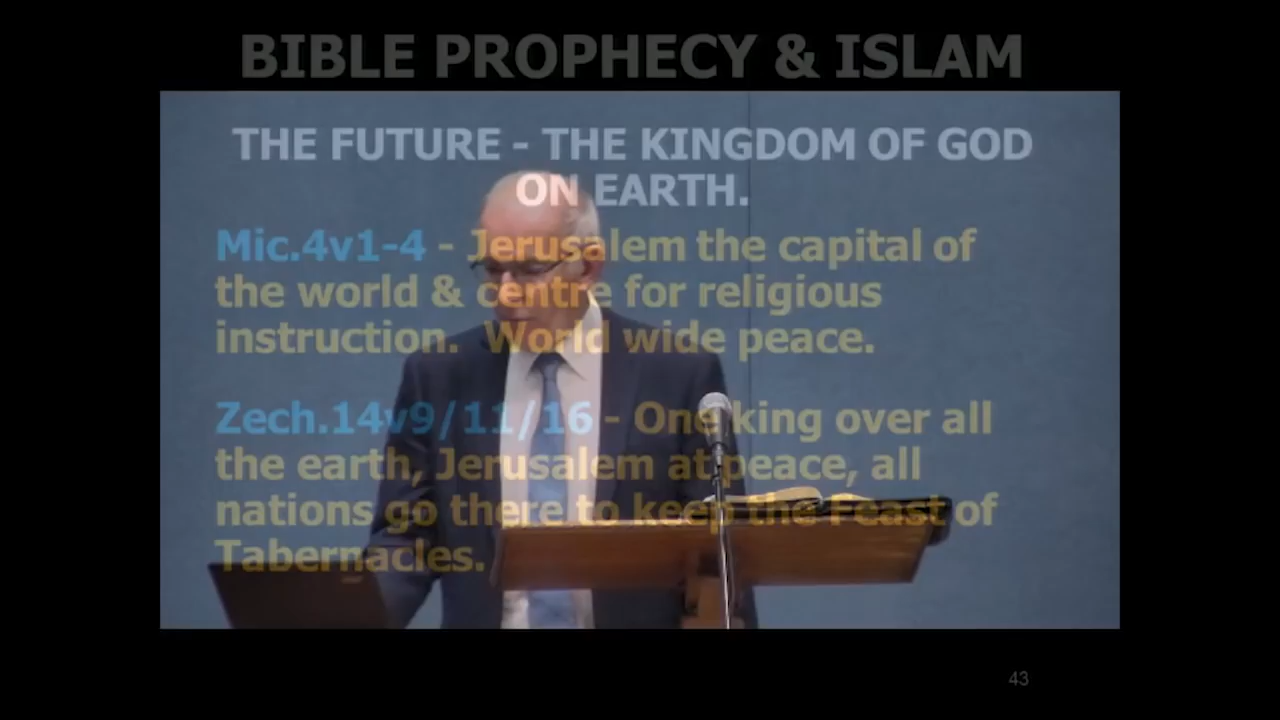 BIBLE PROPHECY & ISLAM
THE FUTURE - THE KINGDOM OF GOD
ON EARTH.
Mic.4v1-4 - Jerusalem the capital of
the world & centre for religious
instruction. World wide peace.
Zech.14v9/11/16 - One king over all
the earth, Jerusalem at peace, all
nations go there to keep the Feast of
Tabernacles.
43